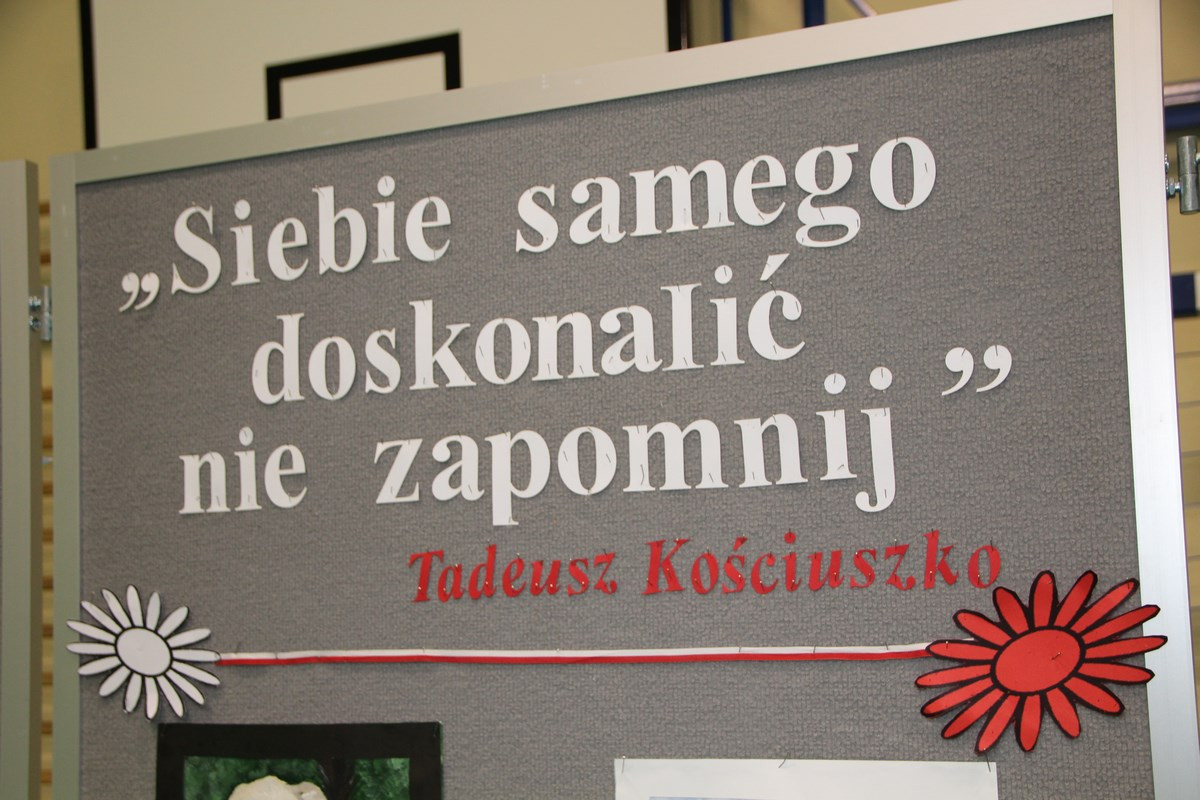 „Siebie samego
doskonalić
nie zapomnij ”
Tadeusz Kościuszko